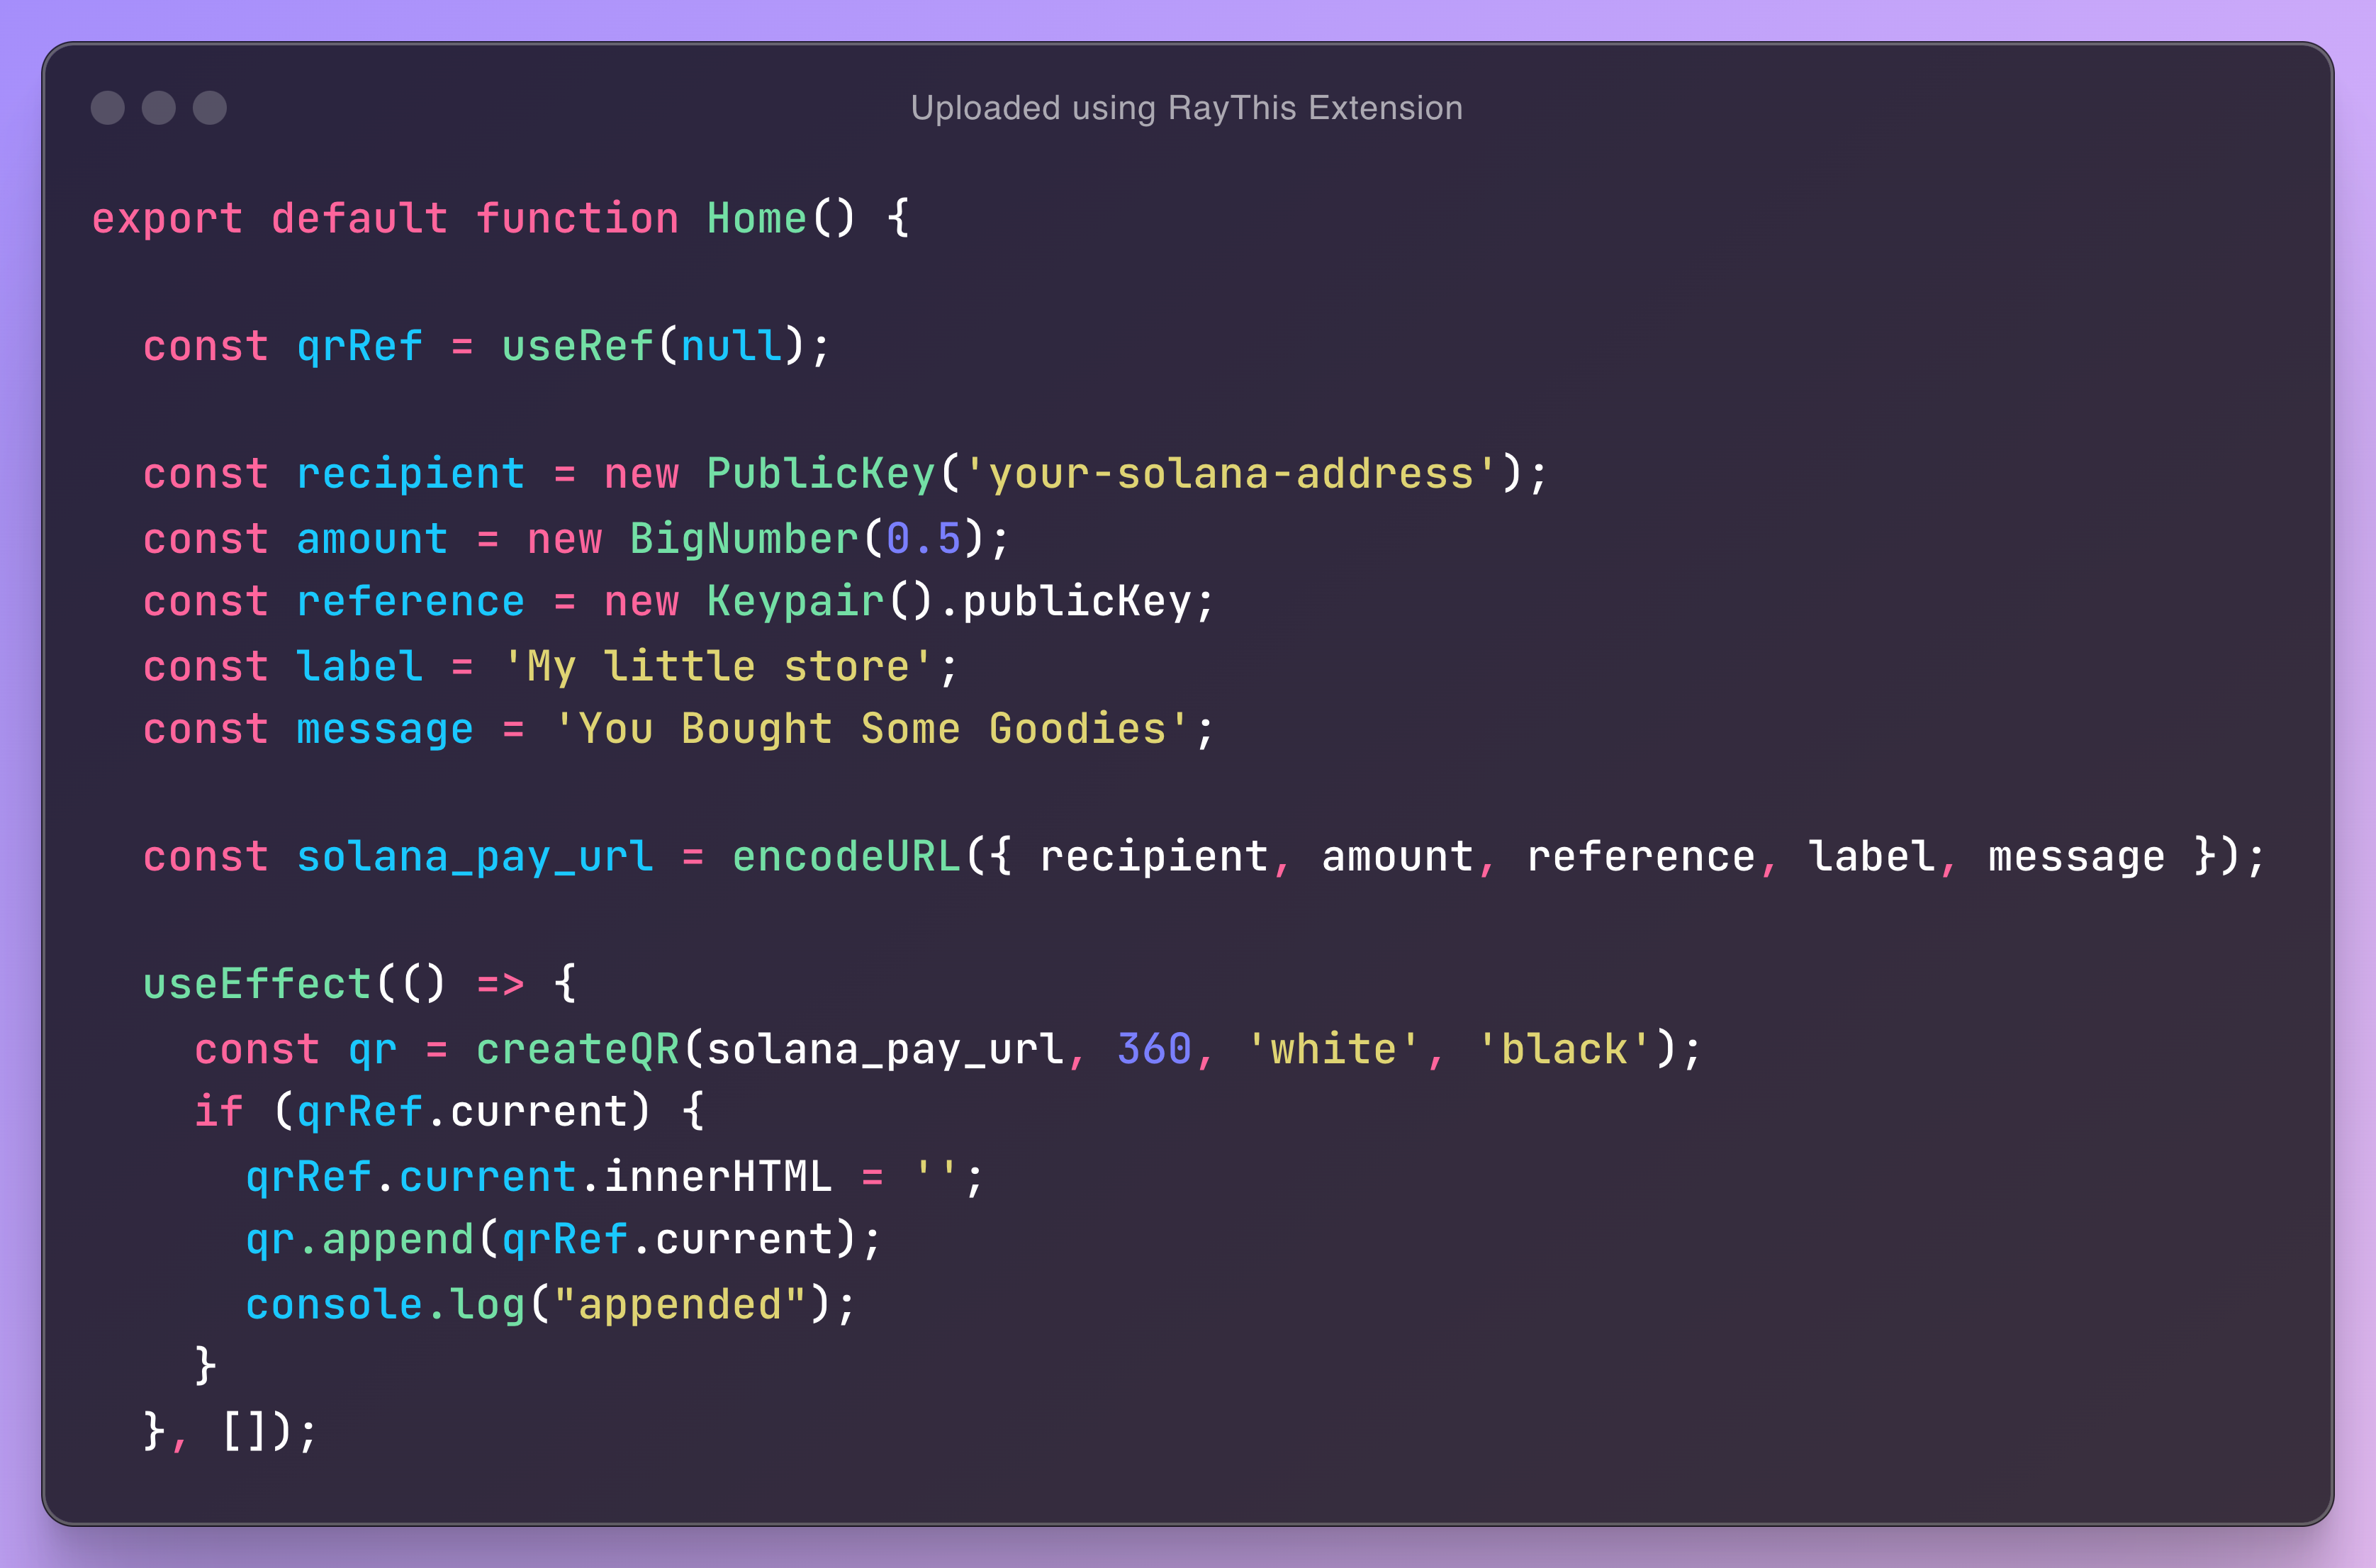 Uploaded using RayThis Extension
export default function Home() {
  const qrRef = useRef(null);
  const recipient = new PublicKey('your-solana-address');
  const amount = new BigNumber(0.5);
  const reference = new Keypair().publicKey;
  const label = 'My little store';
  const message = 'You Bought Some Goodies';
  const solana_pay_url = encodeURL({ recipient, amount, reference, label, message });
  useEffect(() => {
    const qr = createQR(solana_pay_url, 360, 'white', 'black');
    if (qrRef.current) {
      qrRef.current.innerHTML = '';
      qr.append(qrRef.current);
      console.log("appended");
    }
  }, []);